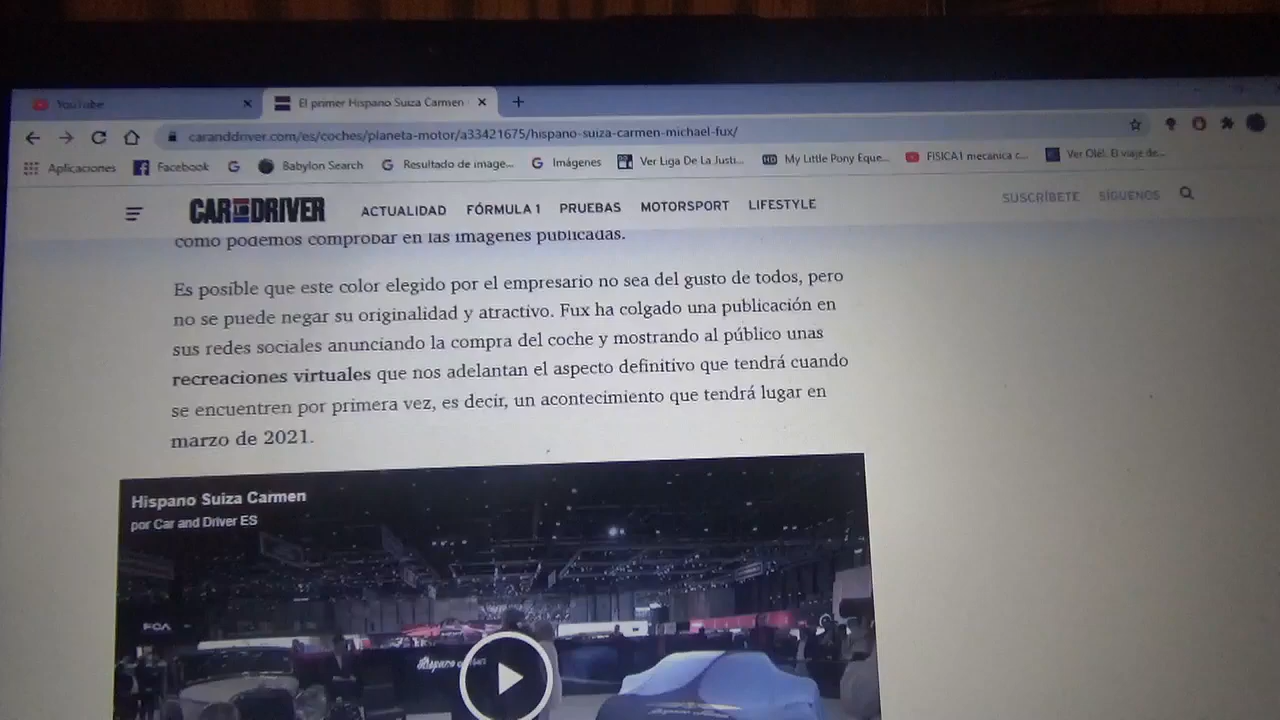 YouTube
El primer Hispano Suiza Carmen
caranddriver.com/es/coches/planeta-motor/a33421675/hispano-suiza-carmen-michael-fux/
Aplicaciones Facebook Babylon Search Resultado de image... Imágenes Ver Liga De La Justi... My Little Pony Eque... FISICA1 mecanica c... Ver Olé!. El viaje de...
CAR AND DRIVER ACTUALIDAD FÓRMULA 1 PRUEBAS MOTORSPORT LIFESTYLE SUSCRÍBETE SÍGUENOS
como podemos comprobar en las imágenes publicadas.
Es posible que este color elegido por el empresario no sea del gusto de todos, pero
no se puede negar su originalidad y atractivo. Fux ha colgado una publicación en
sus redes sociales anunciando la compra del coche y mostrando al público unas
recreaciones virtuales que nos adelantan el aspecto definitivo que tendrá cuando
se encuentren por primera vez, es decir, un acontecimiento que tendrá lugar en
marzo de 2021.
Hispano Suiza Carmen
por Car and Driver ES
FCA